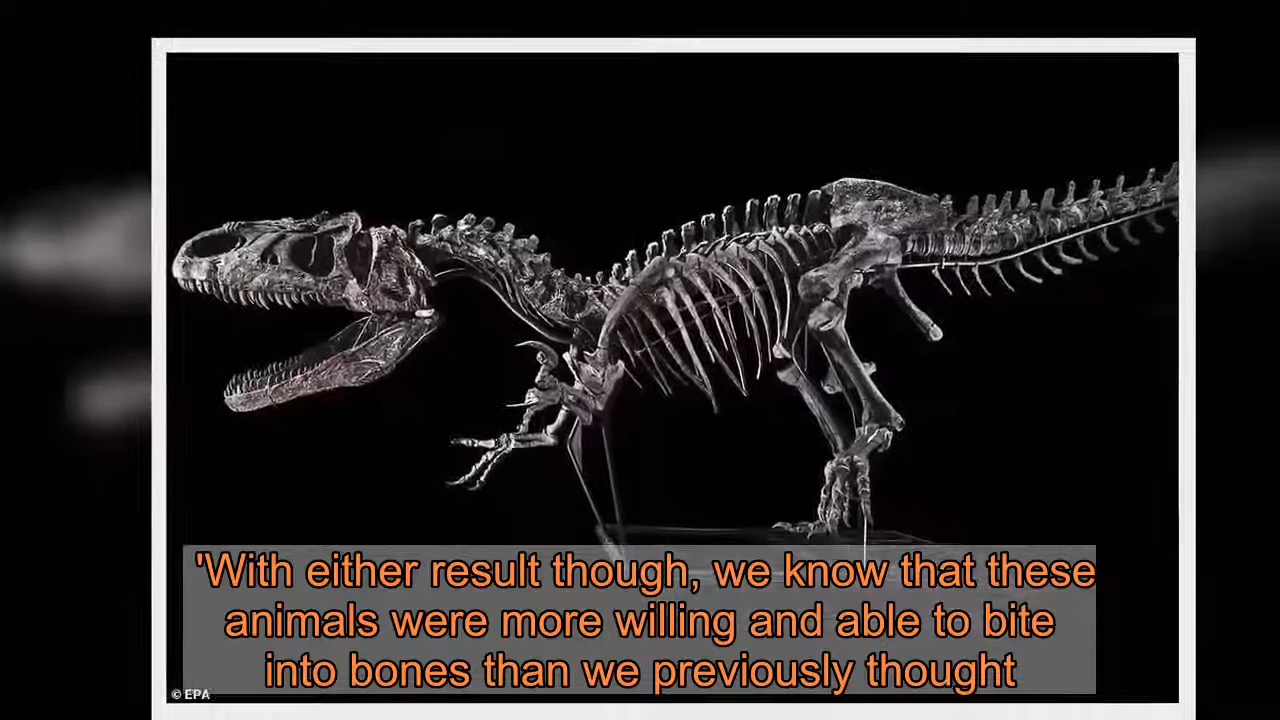 'With either result though, we know that these
animals were more willing and able to bite
into bones than we previously thought
© EPA